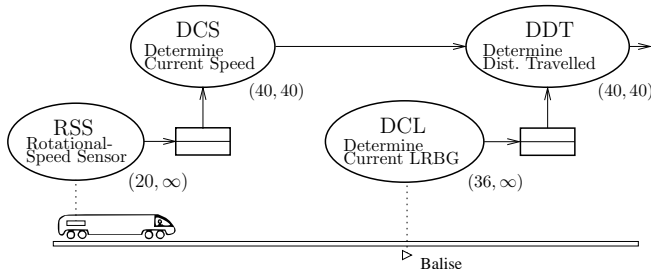 DCS
Determine
Current Speed
(40, 40)
DDT
Determine
Dist. Travelled
(40, 40)
RSS
Rotational-
Speed Sensor
(20, ∞)
DCL
Determine
Current LRBG
(36, ∞)
Balise